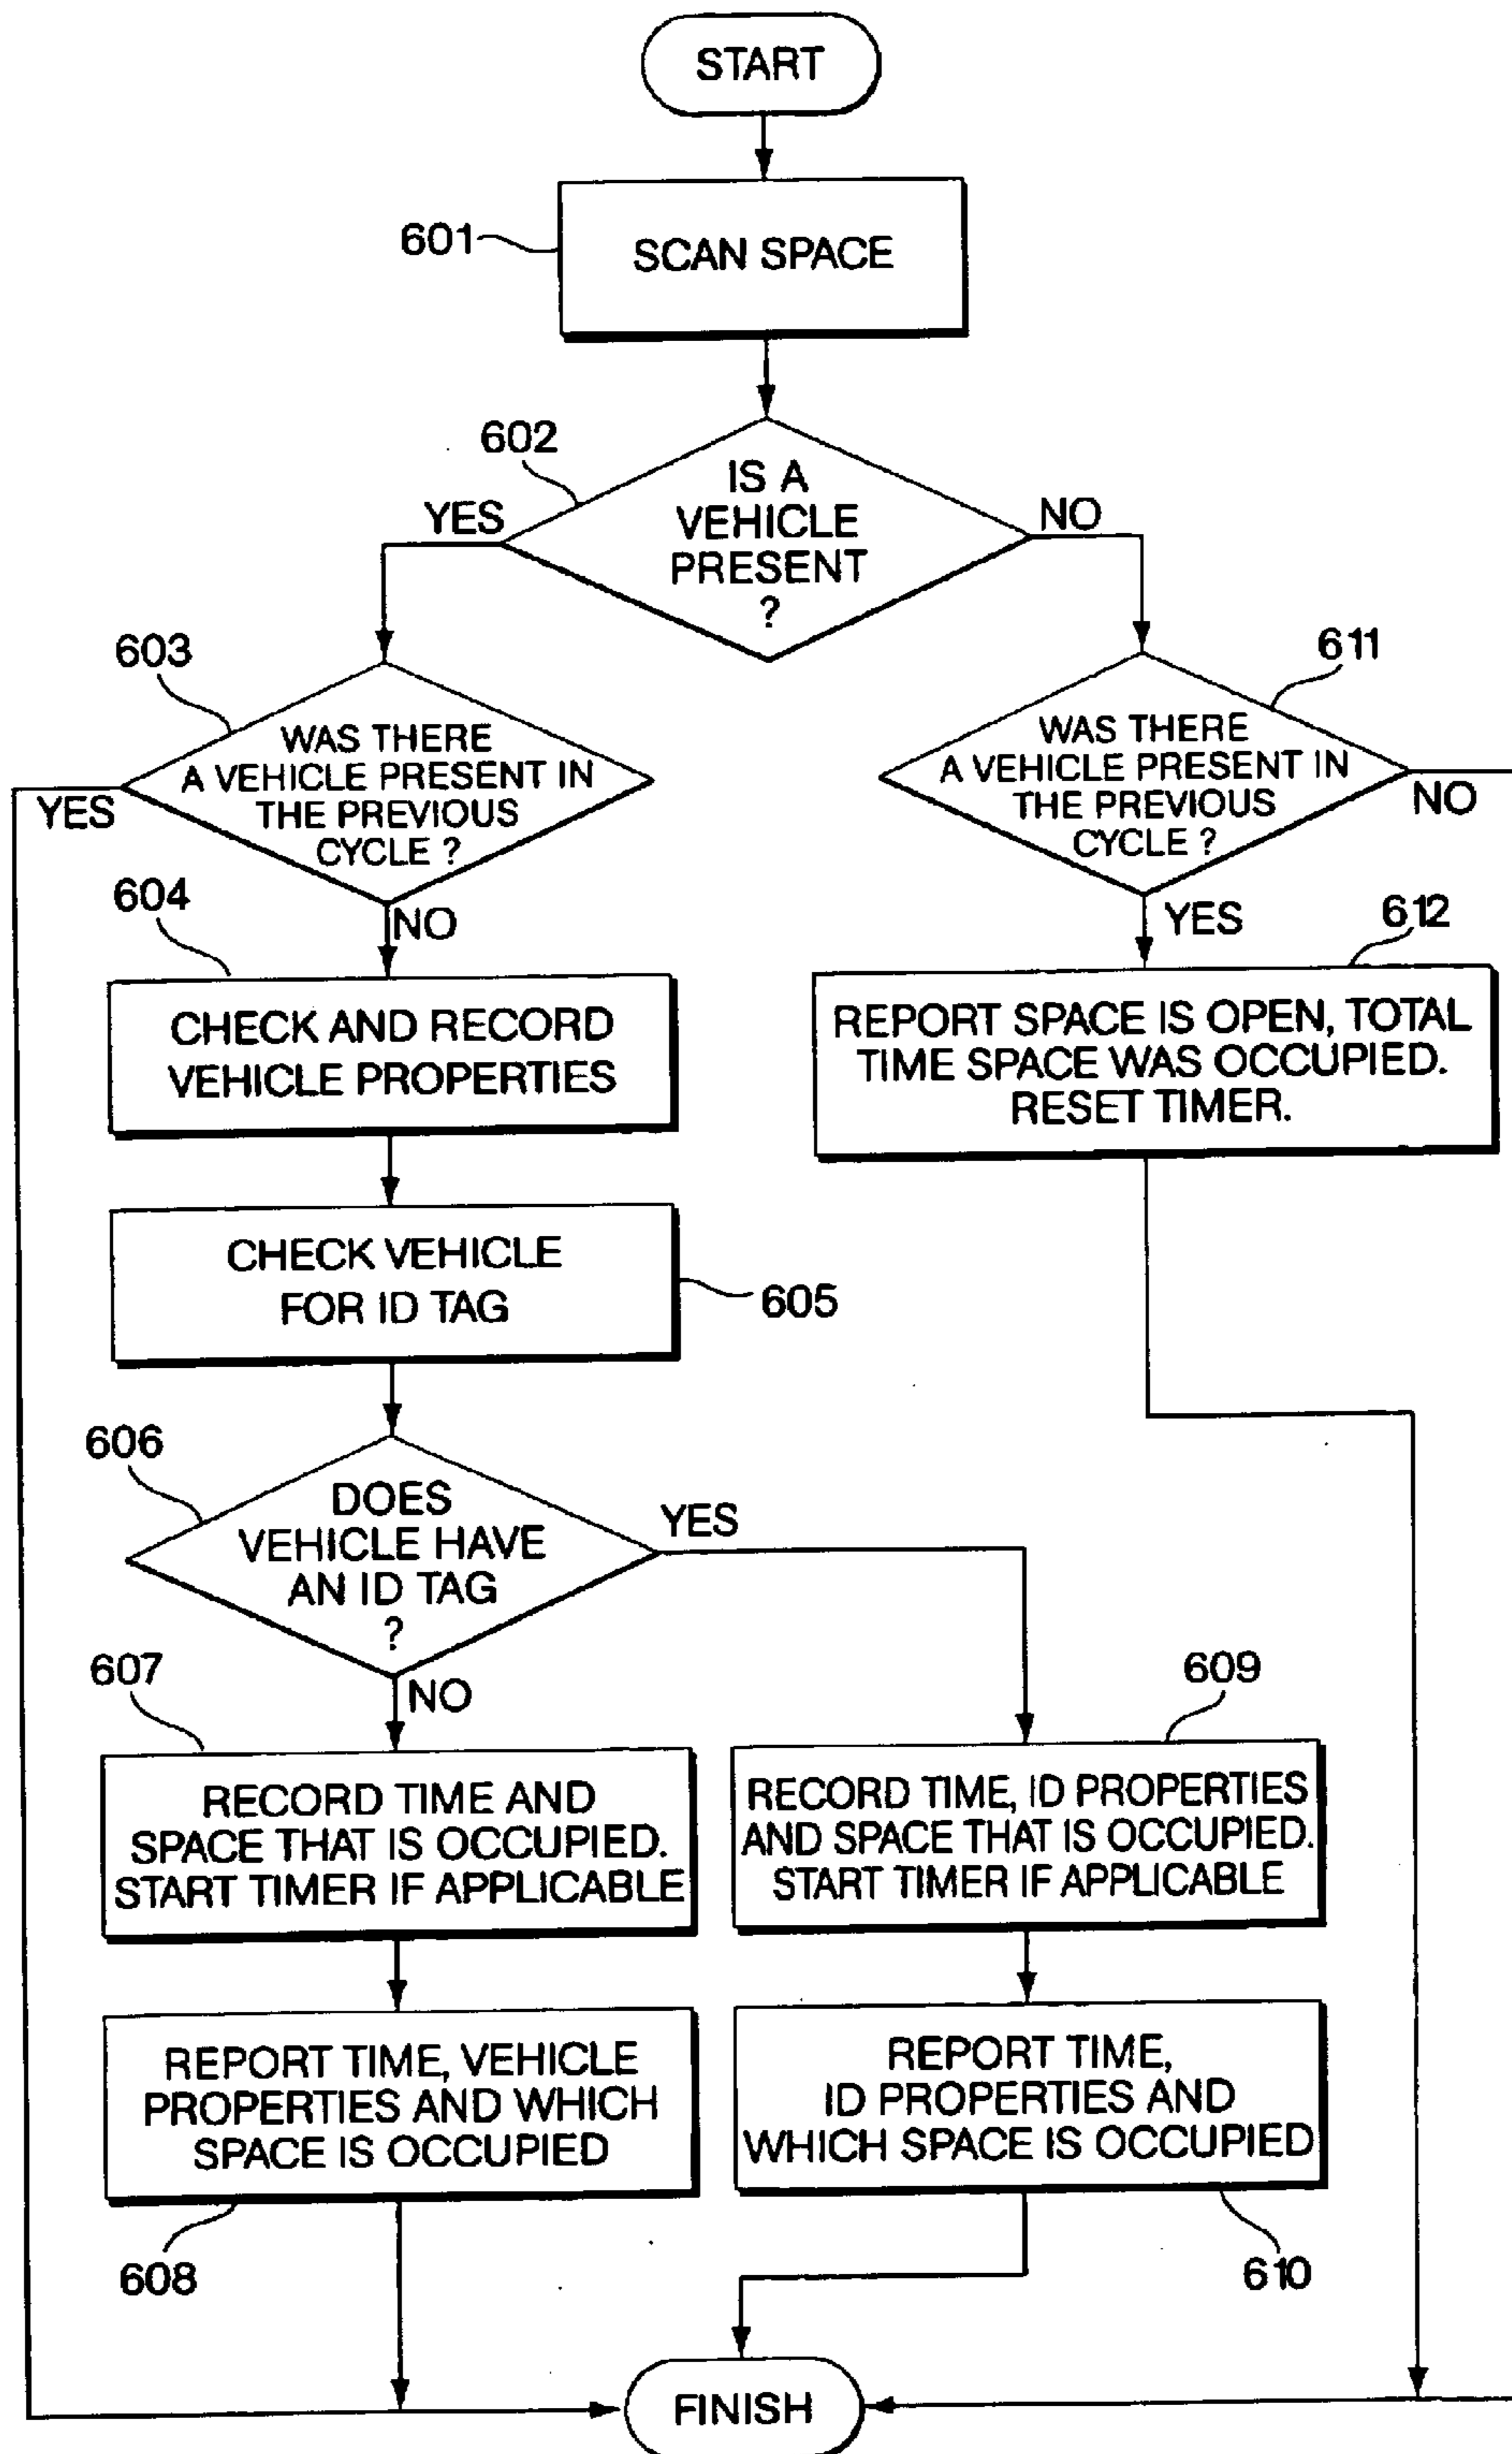 START
601
SCAN SPACE
602
IS A
VEHICLE
PRESENT
?
YES
NO
603
WAS THERE
A VEHICLE PRESENT IN
THE PREVIOUS
CYCLE ?
YES
NO
611
WAS THERE
A VEHICLE PRESENT IN
THE PREVIOUS
CYCLE ?
NO
YES
604
CHECK AND RECORD
VEHICLE PROPERTIES
612
REPORT SPACE IS OPEN, TOTAL
TIME SPACE WAS OCCUPIED.
RESET TIMER.
CHECK VEHICLE
FOR ID TAG
605
606
DOES
VEHICLE HAVE
AN ID TAG
?
YES
NO
607
RECORD TIME AND
SPACE THAT IS OCCUPIED.
START TIMER IF APPLICABLE
609
RECORD TIME, ID PROPERTIES
AND SPACE THAT IS OCCUPIED.
START TIMER IF APPLICABLE
REPORT TIME, VEHICLE
PROPERTIES AND WHICH
SPACE IS OCCUPIED
608
REPORT TIME,
ID PROPERTIES AND
WHICH SPACE IS OCCUPIED
610
FINISH